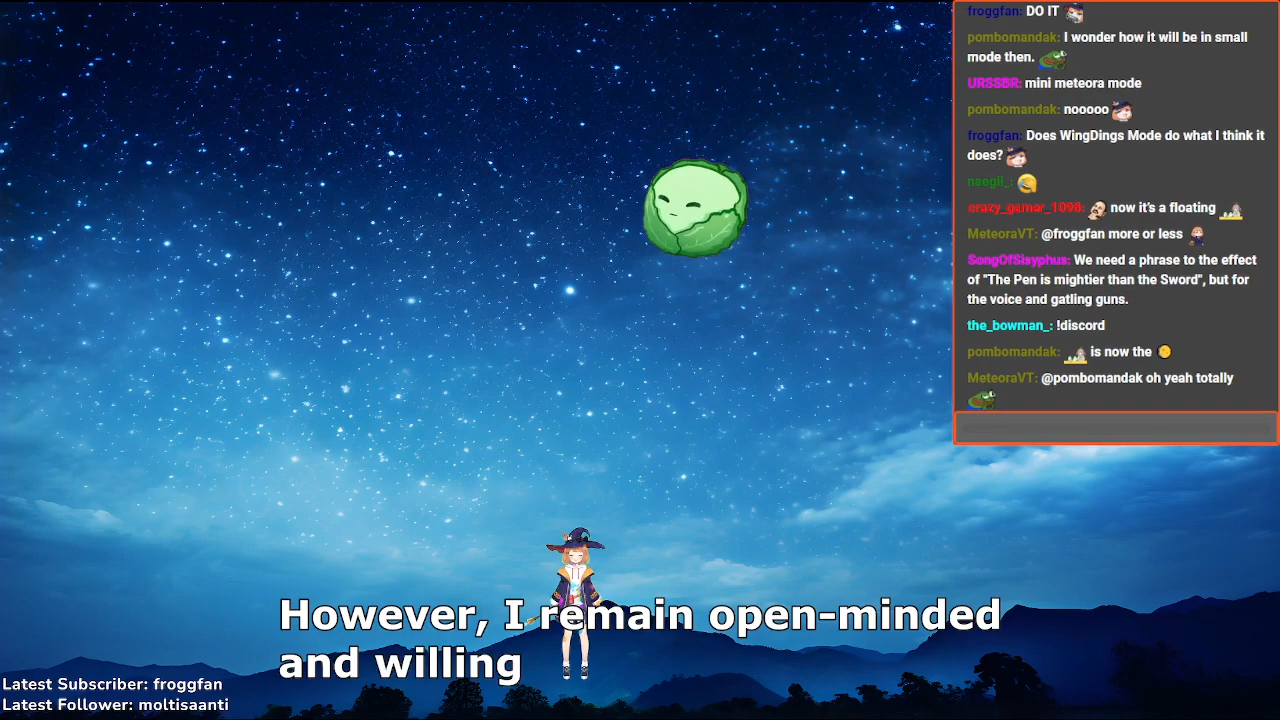 froggfan: DO IT
pombomandak: I wonder how it will be in small
mode then.
URSSBR: mini meteora mode
pombomandak: nooooo
froggfan: Does WingDings Mode do what I think it
does?
naegii_:
crazy_gamer_1098: now it's a floating
MeteoraVT: @froggfan more or less
SongOfSisyphus: We need a phrase to the effect
of "The Pen is mightier than the Sword", but for
the voice and gatling guns.
the_bowman_: !discord
pombomandak: is now the
MeteoraVT: @pombomandak oh yeah totally
However, I remain open-minded
and willing
Latest Subscriber: froggfan
Latest Follower: moltisaanti